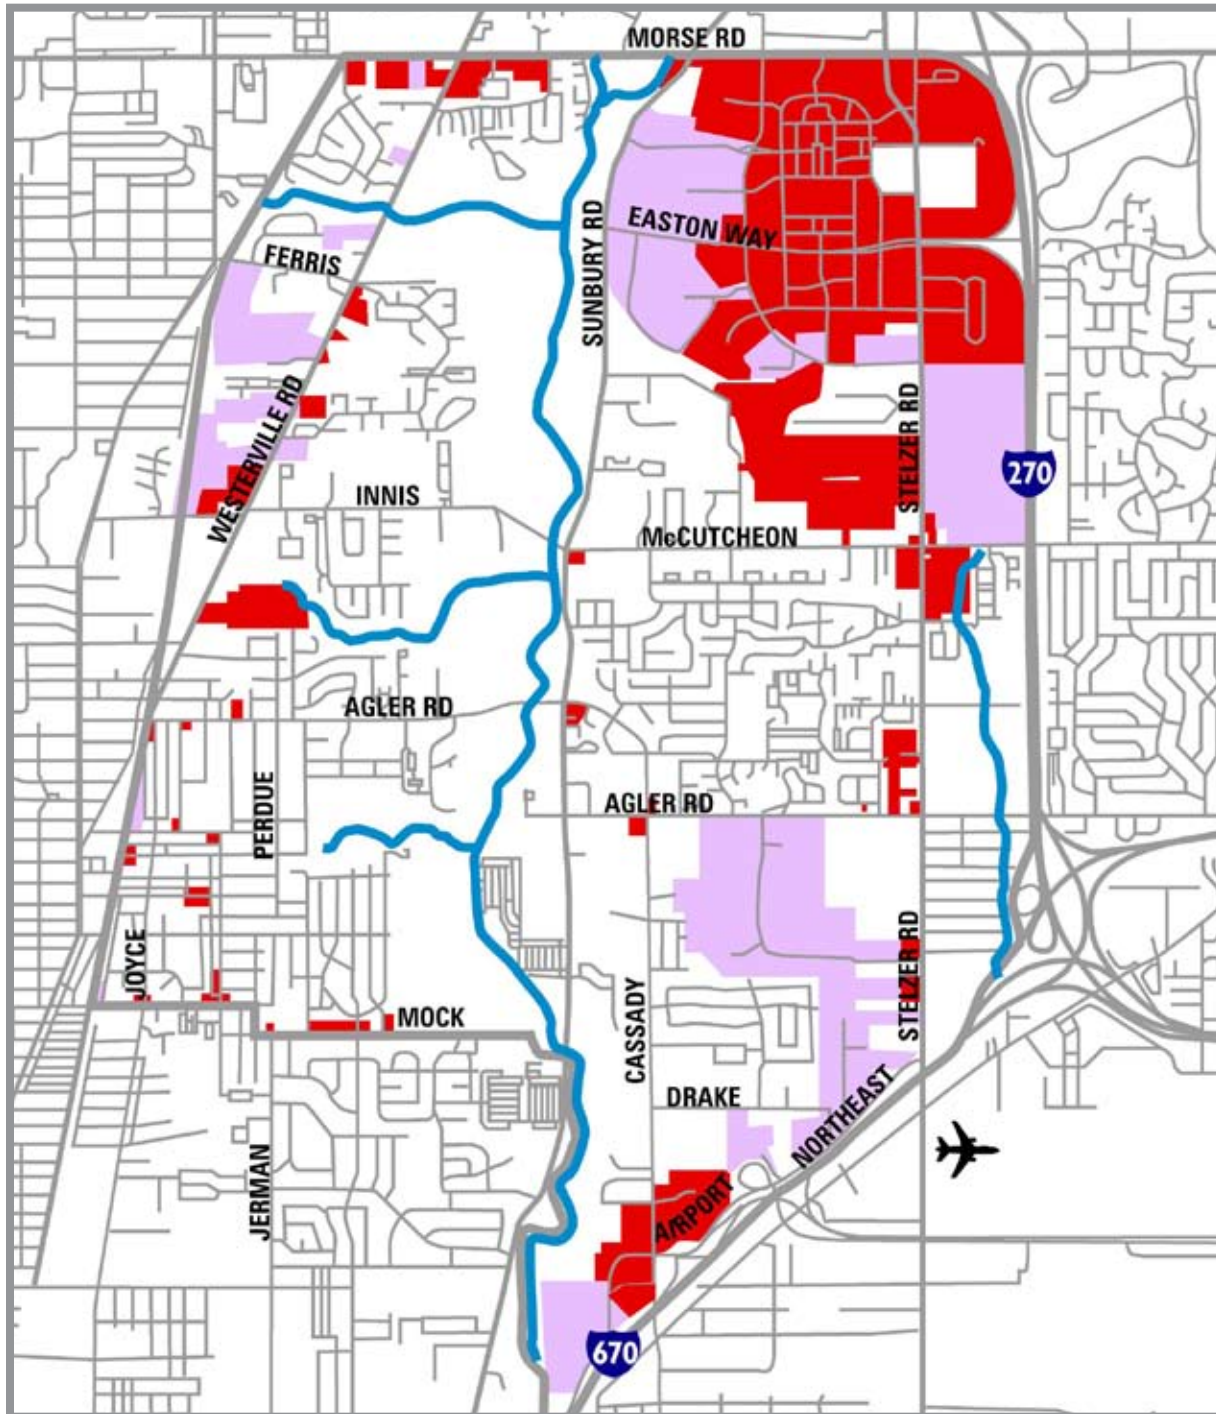 MORSE RD
SUNBURY RD
EASTON WAY
FERRIS
WESTERVILLE RD
STELZER RD
270
INNIS
McCUTCHEON
AGLER RD
PERDUE
AGLER RD
JOYCE
STELZER RD
MOCK
CASSADY
DRAKE
NORTHEAST
JERMAN
AIRPORT
670